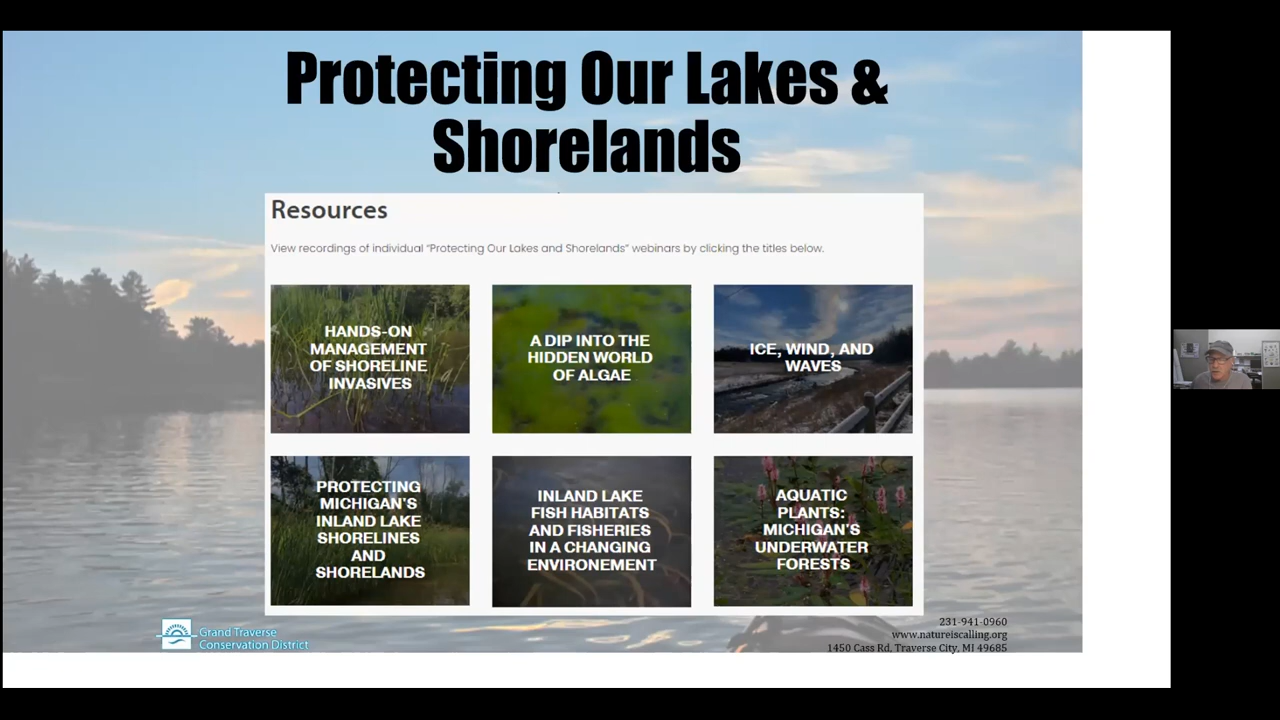 Protecting Our Lakes &
Shorelands
Resources
View recordings of individual “Protecting Our Lakes and Shorelands” webinars by clicking the titles below.
HANDS-ON
MANAGEMENT
OF SHORELINE
INVASIVES
A DIP INTO THE
HIDDEN WORLD
OF ALGAE
ICE, WIND, AND
WAVES
PROTECTING
MICHIGAN'S
INLAND LAKE
SHORELINES
AND
SHORELANDS
INLAND LAKE
FISH HABITATS
AND FISHERIES
IN A CHANGING
ENVIRONEMENT
AQUATIC
PLANTS:
MICHIGAN'S
UNDERWATER
FORESTS
Grand Traverse
Conservation District
231-941-0960
www.natureiscalling.org
1450 Cass Rd, Traverse City, MI 49685